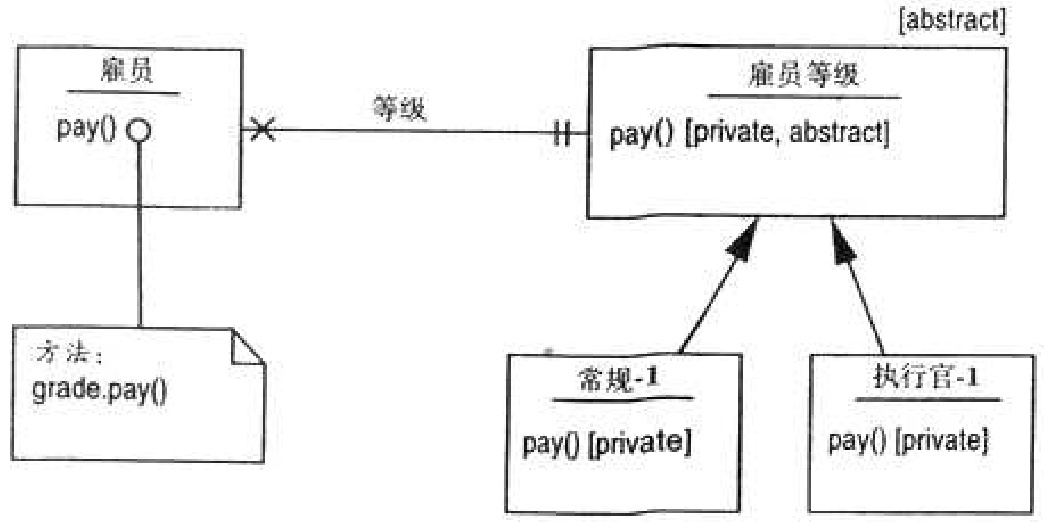 [abstract]
雇员
pay()
等级
雇员等级
pay() [private, abstract]
方法：
grade.pay()
常规-1
pay() [private]
执行官-1
pay() [private]